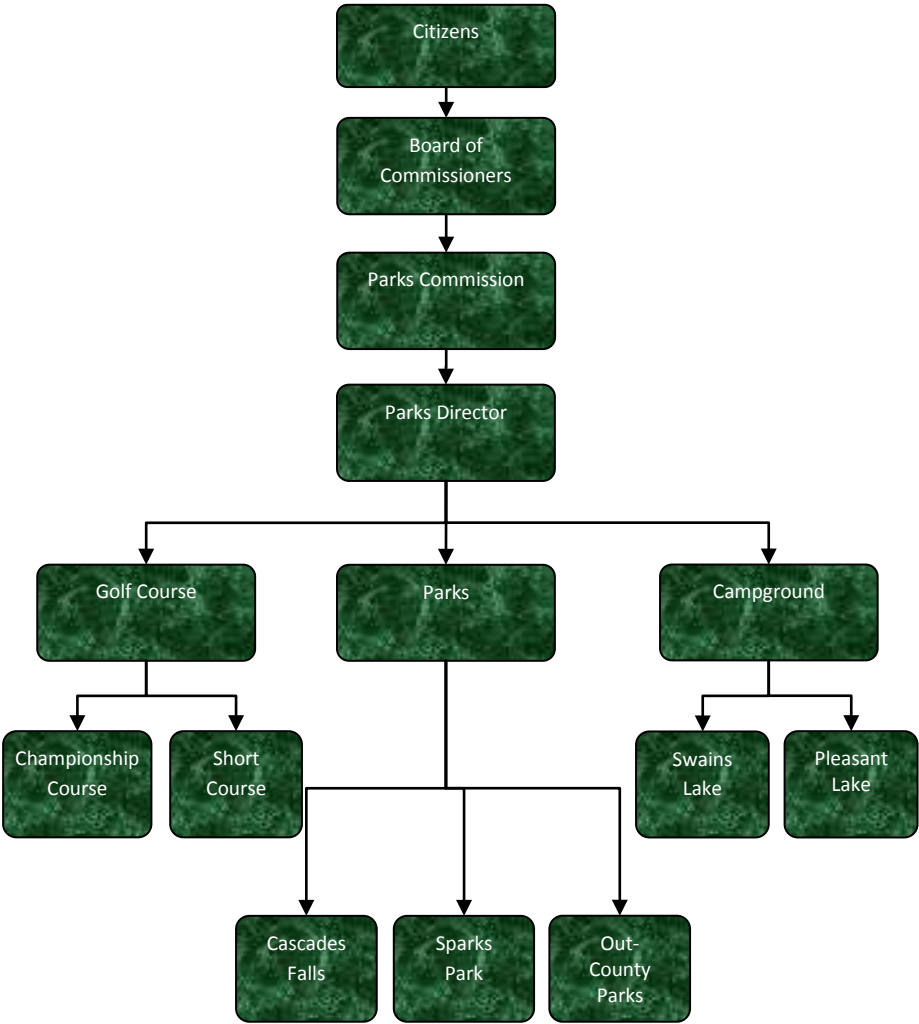 Citizens
Board of
Commissioners
Parks Commission
Parks Director
Golf Course
Parks
Campground
Championship
Course
Short
Course
Swains
Lake
Pleasant
Lake
Cascades
Falls
Sparks
Park
Out-
County
Parks